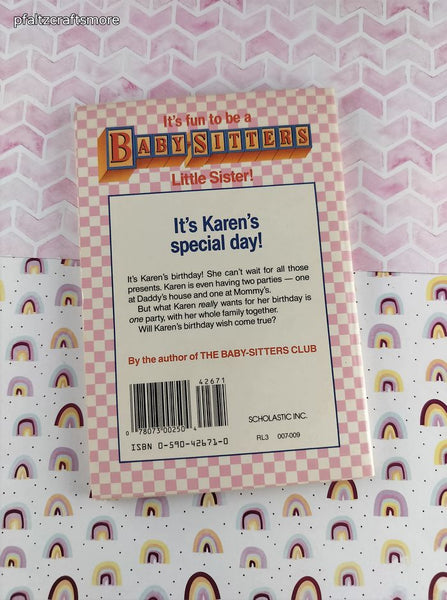 pfaltzcraftsmore
It's fun to be a
BABY-SITTERS
Little Sister!
It's Karen's
special day!
It's Karen's birthday! She can't wait for all those
presents. Karen is even having two parties — one
at Daddy's house and one at Mommy's.
But what Karen really wants for her birthday is
one party, with her whole family together.
Will Karen's birthday wish come true?
By the author of THE BABY-SITTERS CLUB
42671
0 78073 00250 4
ISBN 0-590-42671-0
SCHOLASTIC INC.
RL3 007-009